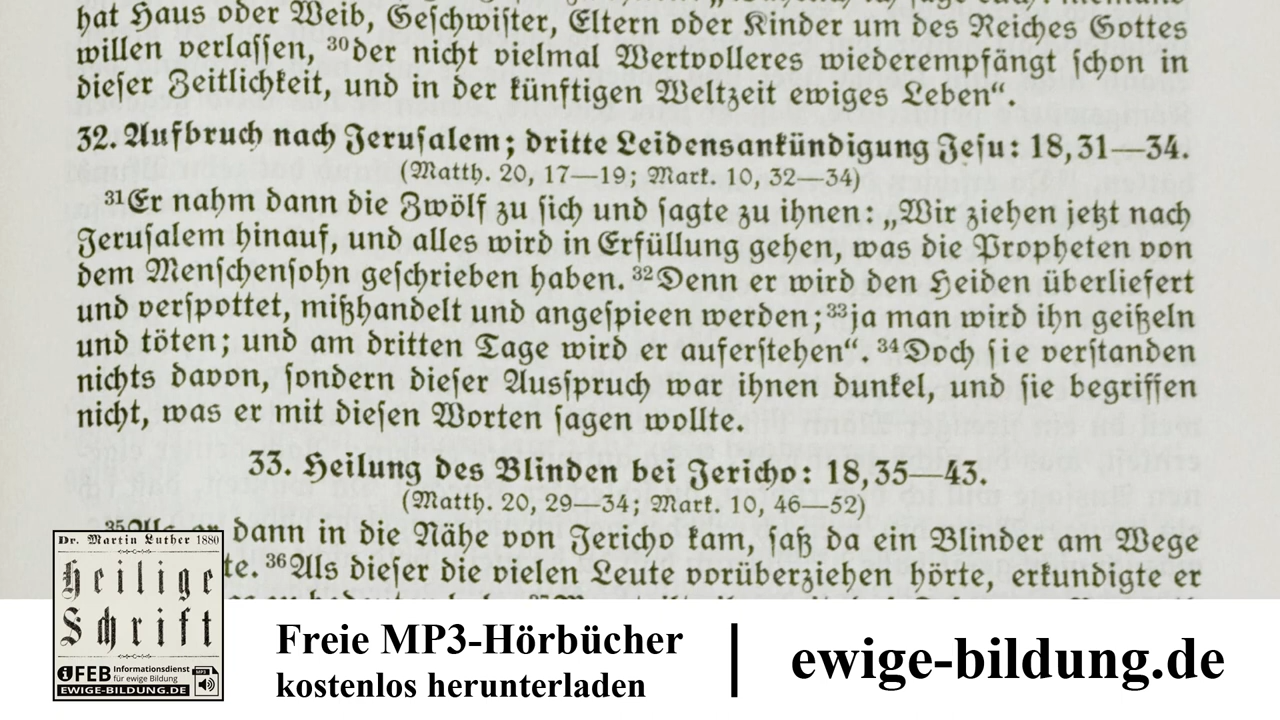 hat Haus oder Weib, Geschwister, Eltern oder Kinder um des Reiches Gottes
willen verlassen, ³⁰der nicht vielmal Wertvolleres wiederempfängt schon in
dieser Zeitlichkeit, und in der künftigen Weltzeit ewiges Leben“.
32. Aufbruch nach Jerusalem; dritte Leidensankündigung Jesu: 18,31—34.
(Matth. 20, 17—19; Mark. 10, 32—34)
³¹Er nahm dann die Zwölf zu sich und sagte zu ihnen: „Wir ziehen jetzt nach
Jerusalem hinauf, und alles wird in Erfüllung gehen, was die Propheten von
dem Menschensohn geschrieben haben. ³²Denn er wird den Heiden überliefert
und verspottet, mißhandelt und angespieen werden; ³³ja man wird ihn geißeln
und töten; und am dritten Tage wird er auferstehen“. ³⁴Doch sie verstanden
nichts davon, sondern dieser Ausspruch war ihnen dunkel, und sie begriffen
nicht, was er mit diesen Worten sagen wollte.
33. Heilung des Blinden bei Jericho: 18,35—43.
(Matth. 20, 29—34; Mark. 10, 46—52)
dann in die Nähe von Jericho kam, saß da ein Blinder am Wege
te. ³⁶Als dieser die vielen Leute vorüberziehen hörte, erkundigte er
Dr. Martin Luther 1880
Heilige
Schrift
iFEB Informationsdienst
für ewige Bildung
MP3
EWIGE-BILDUNG.DE
Freie MP3-Hörbücher
kostenlos herunterladen
ewige-bildung.de